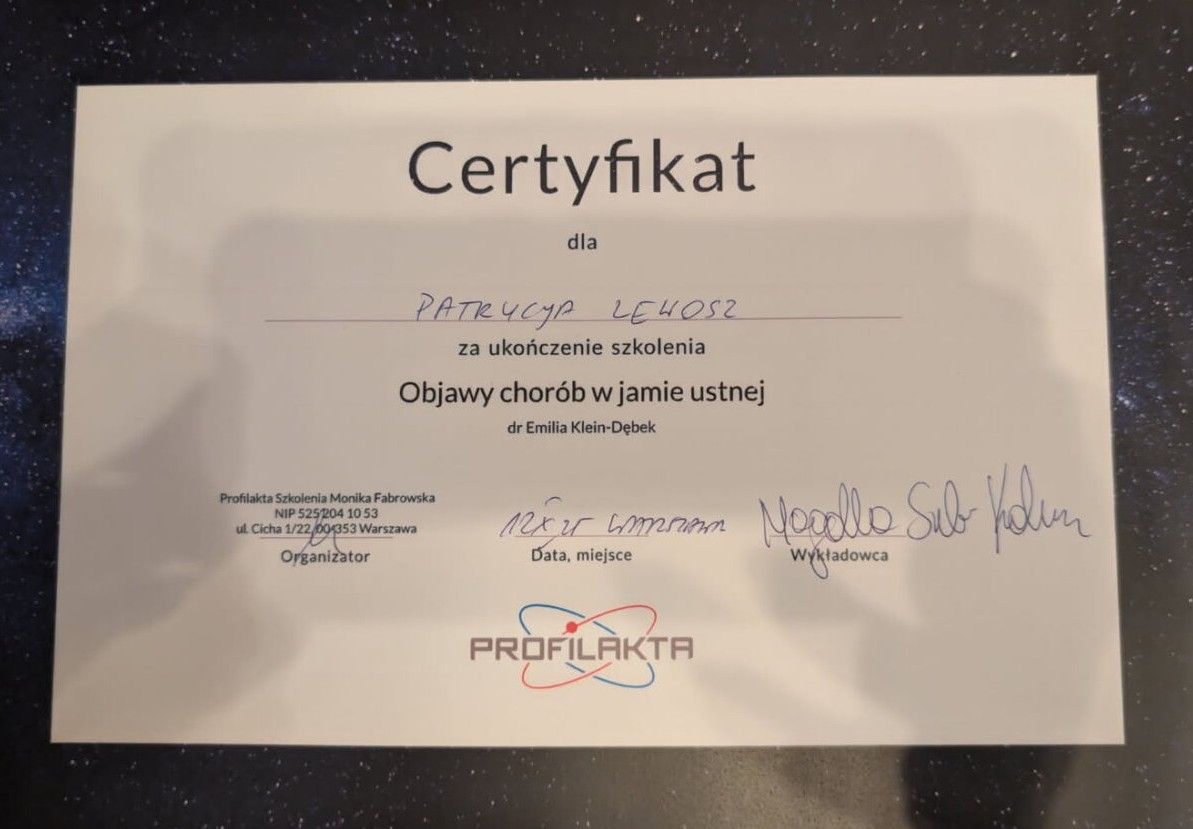 Certyfikat
dla
PATRYCJA LEWOSZ
za ukończenie szkolenia
Objawy chorób w jamie ustnej
dr Emilia Klein-Dębek
Profilakta Szkolenia Monika Fabrowska
NIP 525 204 10 53
ul. Cicha 1/22, 00-353 Warszawa
Organizator
WARSZAWA
Data, miejsce
Wykładowca
PROFILAKTA